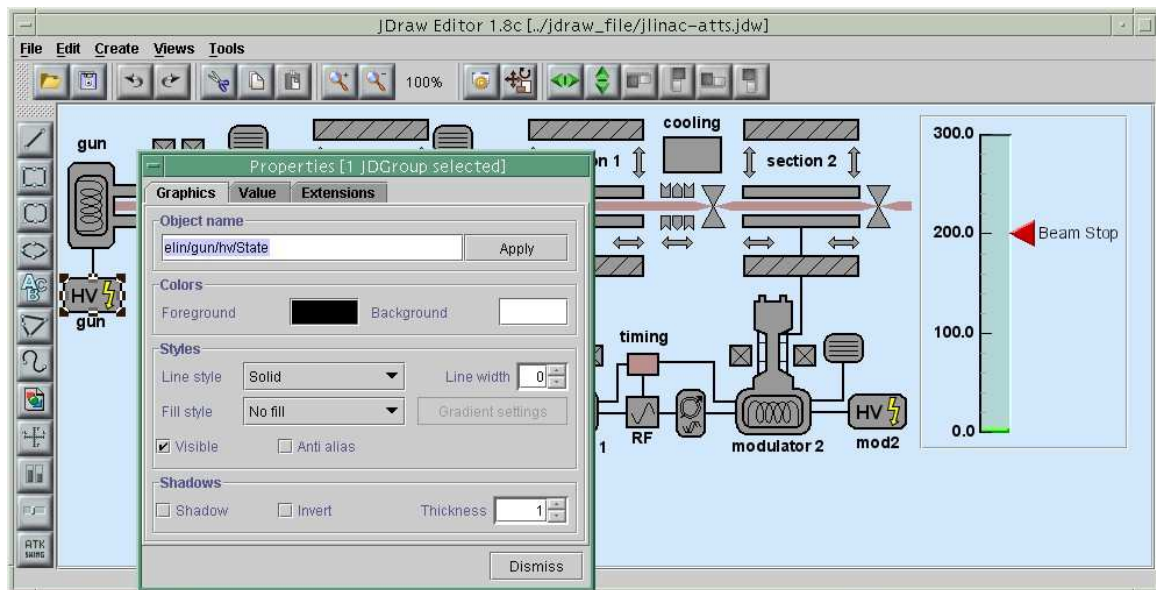 JDraw Editor 1.8c [../jdraw_file/jlinac-atts.jdw]
File Edit Create Views Tools
100%
ACB
ATK
SWING
gun
HV
gun
cooling
n 1
section 2
timing
RF
1
modulator 2
HV
mod2
300.0
200.0
100.0
0.0
Beam Stop
Properties [1 JDGroup selected]
Graphics Value Extensions
Object name
elin/gun/hv/State Apply
Colors
Foreground Background
Styles
Line style Solid Line width 0
Fill style No fill Gradient settings
Visible Anti alias
Shadows
Shadow Invert Thickness 1
Dismiss